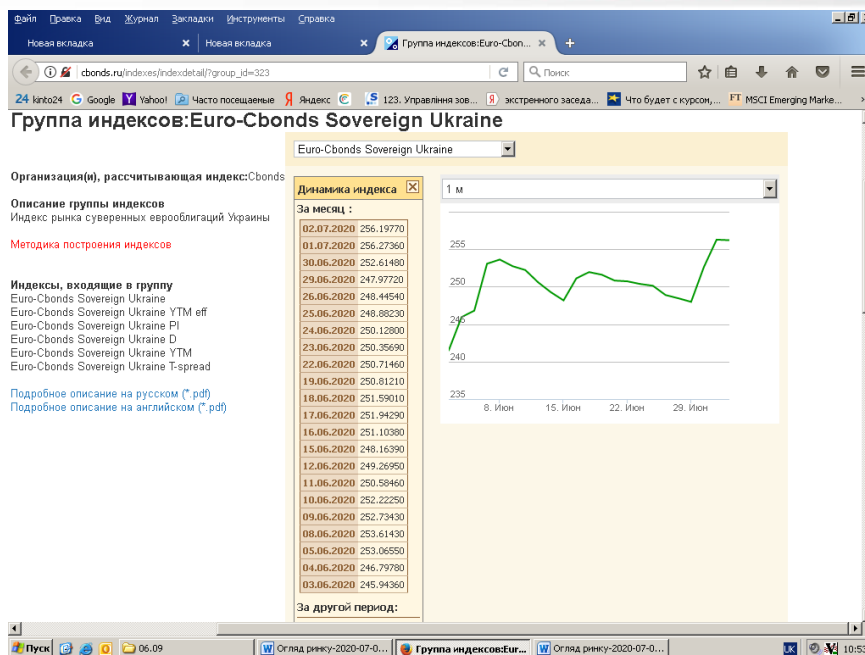 Файл Правка Вид Журнал Закладки Инструменты Справка
Новая вкладка
Новая вкладка
Группа индексов:Euro-Cbon...
cbonds.ru/indexes/indexdetail/?group_id=323
Поиск
24 kinto24
Google
Yahoo!
Часто посещаемые
Яндекс
123. Управління зов...
экстренного заседа...
Что будет с курсом,...
FT MSCI Emerging Marke...
Группа индексов:Euro-Cbonds Sovereign Ukraine
Организация(и), рассчитывающая индекс:Cbonds
Описание группы индексов
Индекс рынка суверенных еврооблигаций Украины
Методика построения индексов
Индексы, входящие в группу
Euro-Cbonds Sovereign Ukraine
Euro-Cbonds Sovereign Ukraine YTM eff
Euro-Cbonds Sovereign Ukraine PI
Euro-Cbonds Sovereign Ukraine D
Euro-Cbonds Sovereign Ukraine YTM
Euro-Cbonds Sovereign Ukraine T-spread
Подробное описание на русском (*.pdf)
Подробное описание на английском (*.pdf)
Euro-Cbonds Sovereign Ukraine
Динамика индекса
За месяц :
02.07.2020 256.19770
01.07.2020 256.27360
30.06.2020 252.61480
29.06.2020 247.97720
26.06.2020 248.44540
25.06.2020 248.88230
24.06.2020 250.12800
23.06.2020 250.35690
22.06.2020 250.71460
19.06.2020 250.81210
18.06.2020 251.59010
17.06.2020 251.94290
16.06.2020 251.10380
15.06.2020 248.16390
12.06.2020 249.26950
11.06.2020 250.58460
10.06.2020 252.22250
09.06.2020 252.73430
08.06.2020 253.61430
05.06.2020 253.06550
04.06.2020 246.79780
03.06.2020 245.94360
За другой период:
1 м
255
250
245
240
235
8. Июн 15. Июн 22. Июн 29. Июн
Пуск
06.09
Огляд ринку-2020-07-0...
Группа индексов:Eur...
Огляд ринку-2020-07-0...
UK